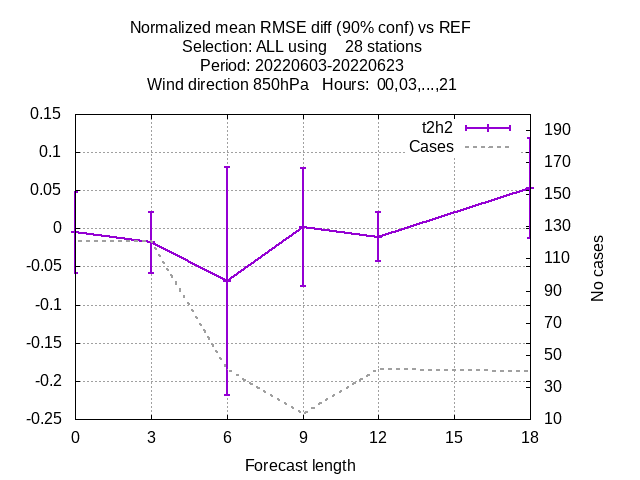 Normalized mean RMSE diff (90% conf) vs REF
Selection: ALL using    28 stations
Period: 20220603-20220623
Wind direction 850hPa   Hours:  00,03,...,21
t2h2
Cases
0.15
0.1
0.05
0
-0.05
-0.1
-0.15
-0.2
-0.25
190
170
150
130
110
90
70
50
30
10
No cases
0 3 6 9 12 15 18
Forecast length